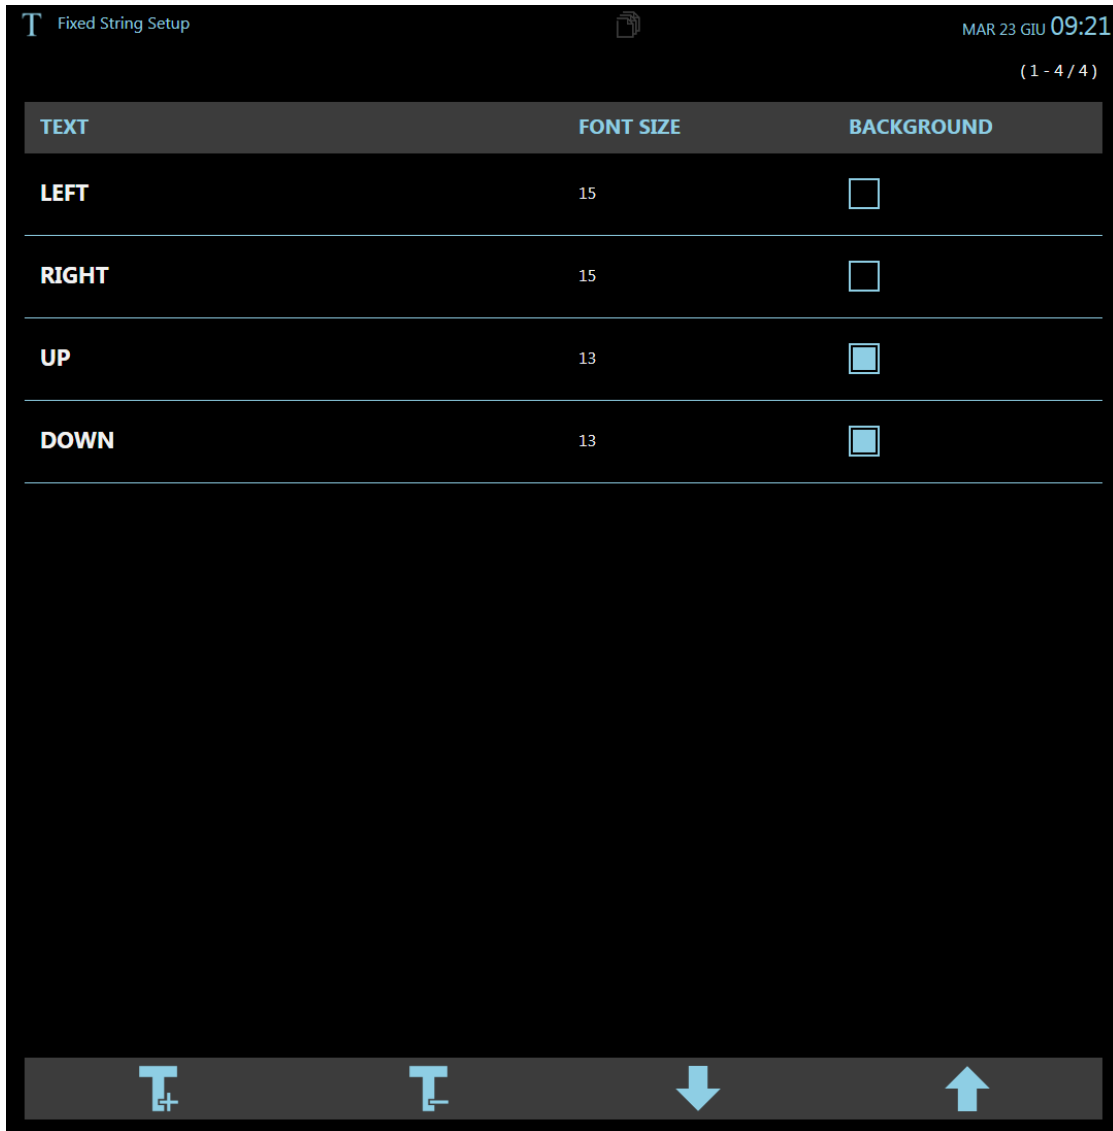 T Fixed String Setup MAR 23 GIU 09:21
( 1 - 4 / 4 )
TEXT FONT SIZE BACKGROUND
LEFT 15
RIGHT 15
UP 13
DOWN 13